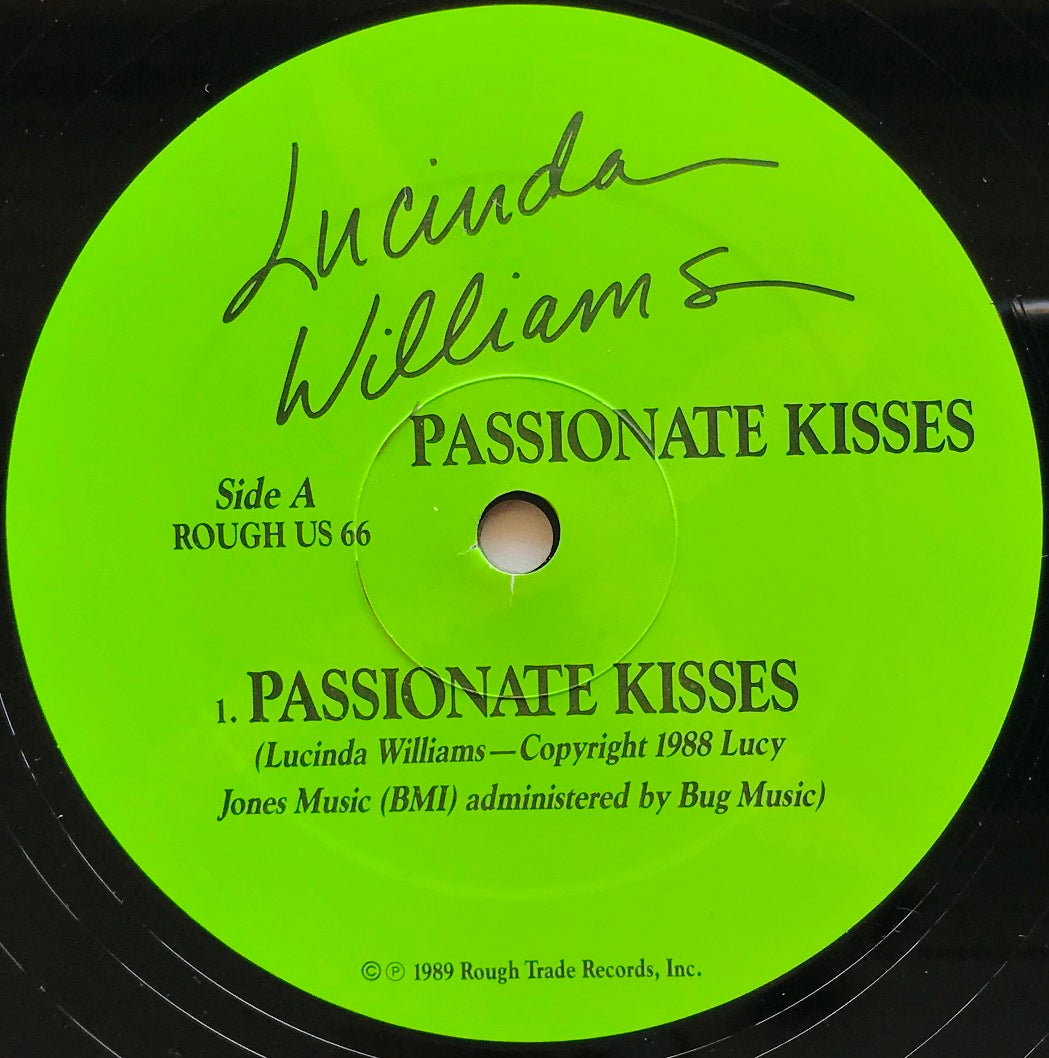 Lucinda
Williams
PASSIONATE KISSES
Side A
ROUGH US 66
1. PASSIONATE KISSES
(Lucinda Williams—Copyright 1988 Lucy
Jones Music (BMI) administered by Bug Music)
©℗ 1989 Rough Trade Records, Inc.